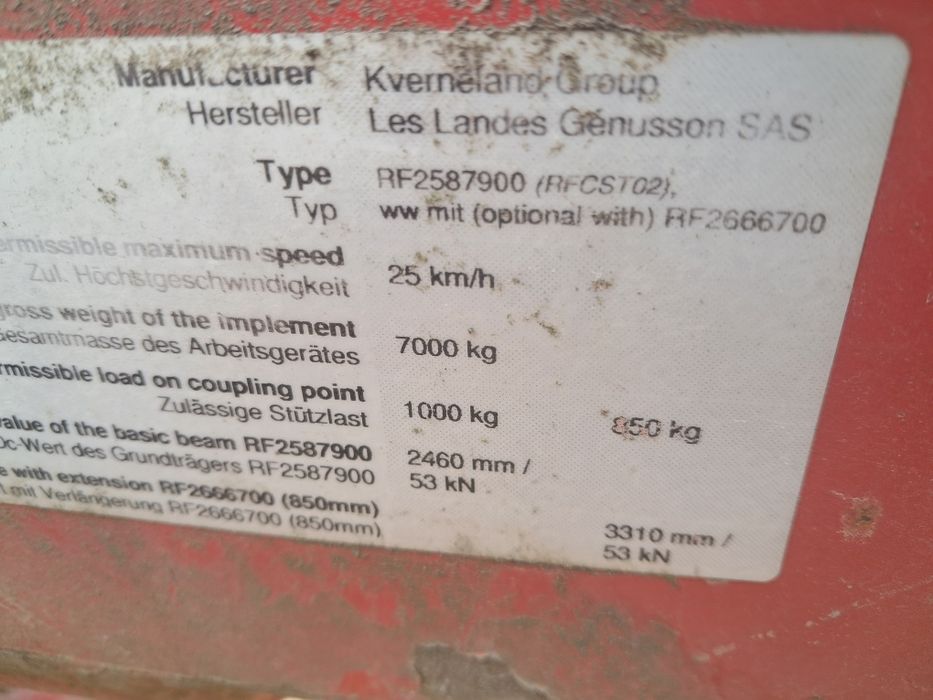 Manufacturer Kverneland Group
Hersteller Les Landes Génusson SAS
Type RF2587900 (RFCST02),
Typ ww mit (optional with) RF2666700
ermissible maximum speed
Zul. Höchstgeschwindigkeit 25 km/h
gross weight of the implement
Gesamtmasse des Arbeitsgerätes 7000 kg
rmissible load on coupling point
Zulässige Stützlast 1000 kg 850 kg
value of the basic beam RF2587900 2460 mm /
Dc-Wert des Grundträgers RF2587900 53 kN
e with extension RF2666700 (850mm) 3310 mm /
mit Verlängerung RF2666700 (850mm) 53 kN